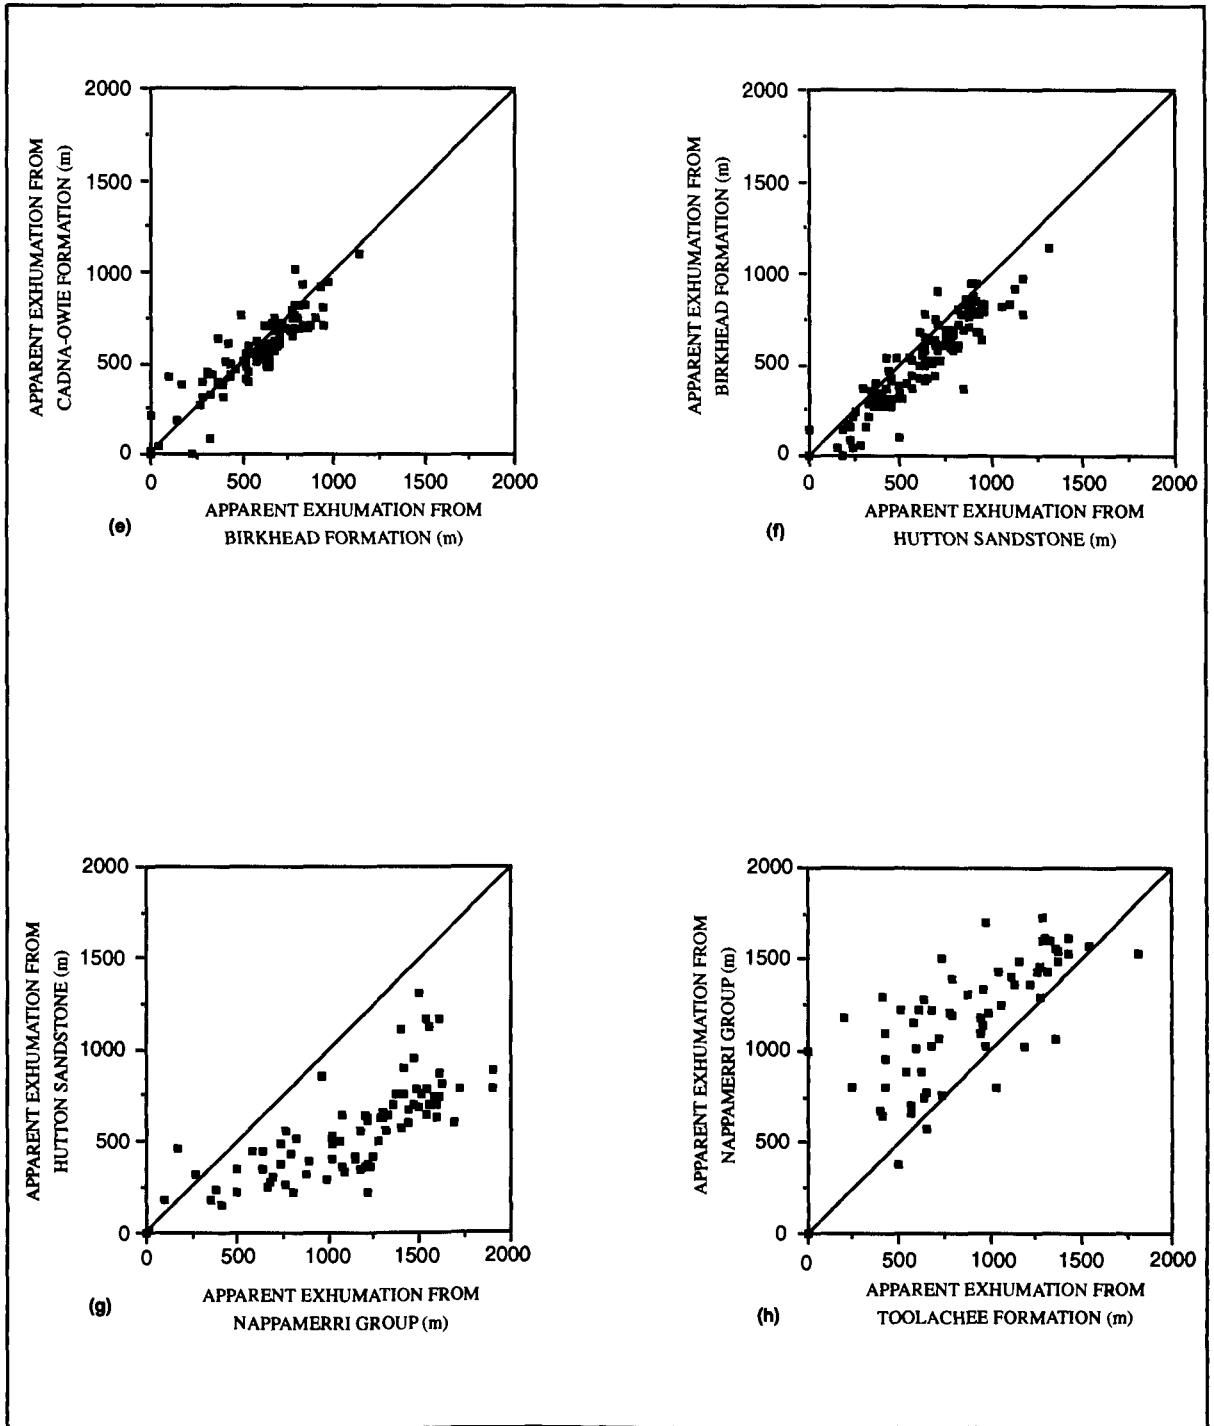 2000
1500
1000
500
0
APPARENT EXHUMATION FROM
CADNA-OWIE FORMATION (m)
0 500 1000 1500 2000
APPARENT EXHUMATION FROM
BIRKHEAD FORMATION (m)
(e)
2000
1500
1000
500
0
APPARENT EXHUMATION FROM
BIRKHEAD FORMATION (m)
0 500 1000 1500 2000
APPARENT EXHUMATION FROM
HUTTON SANDSTONE (m)
(f)
2000
1500
1000
500
0
APPARENT EXHUMATION FROM
HUTTON SANDSTONE (m)
0 500 1000 1500 2000
APPARENT EXHUMATION FROM
NAPPAMERRI GROUP (m)
(g)
2000
1500
1000
500
0
APPARENT EXHUMATION FROM
NAPPAMERRI GROUP (m)
0 500 1000 1500 2000
APPARENT EXHUMATION FROM
TOOLACHEE FORMATION (m)
(h)